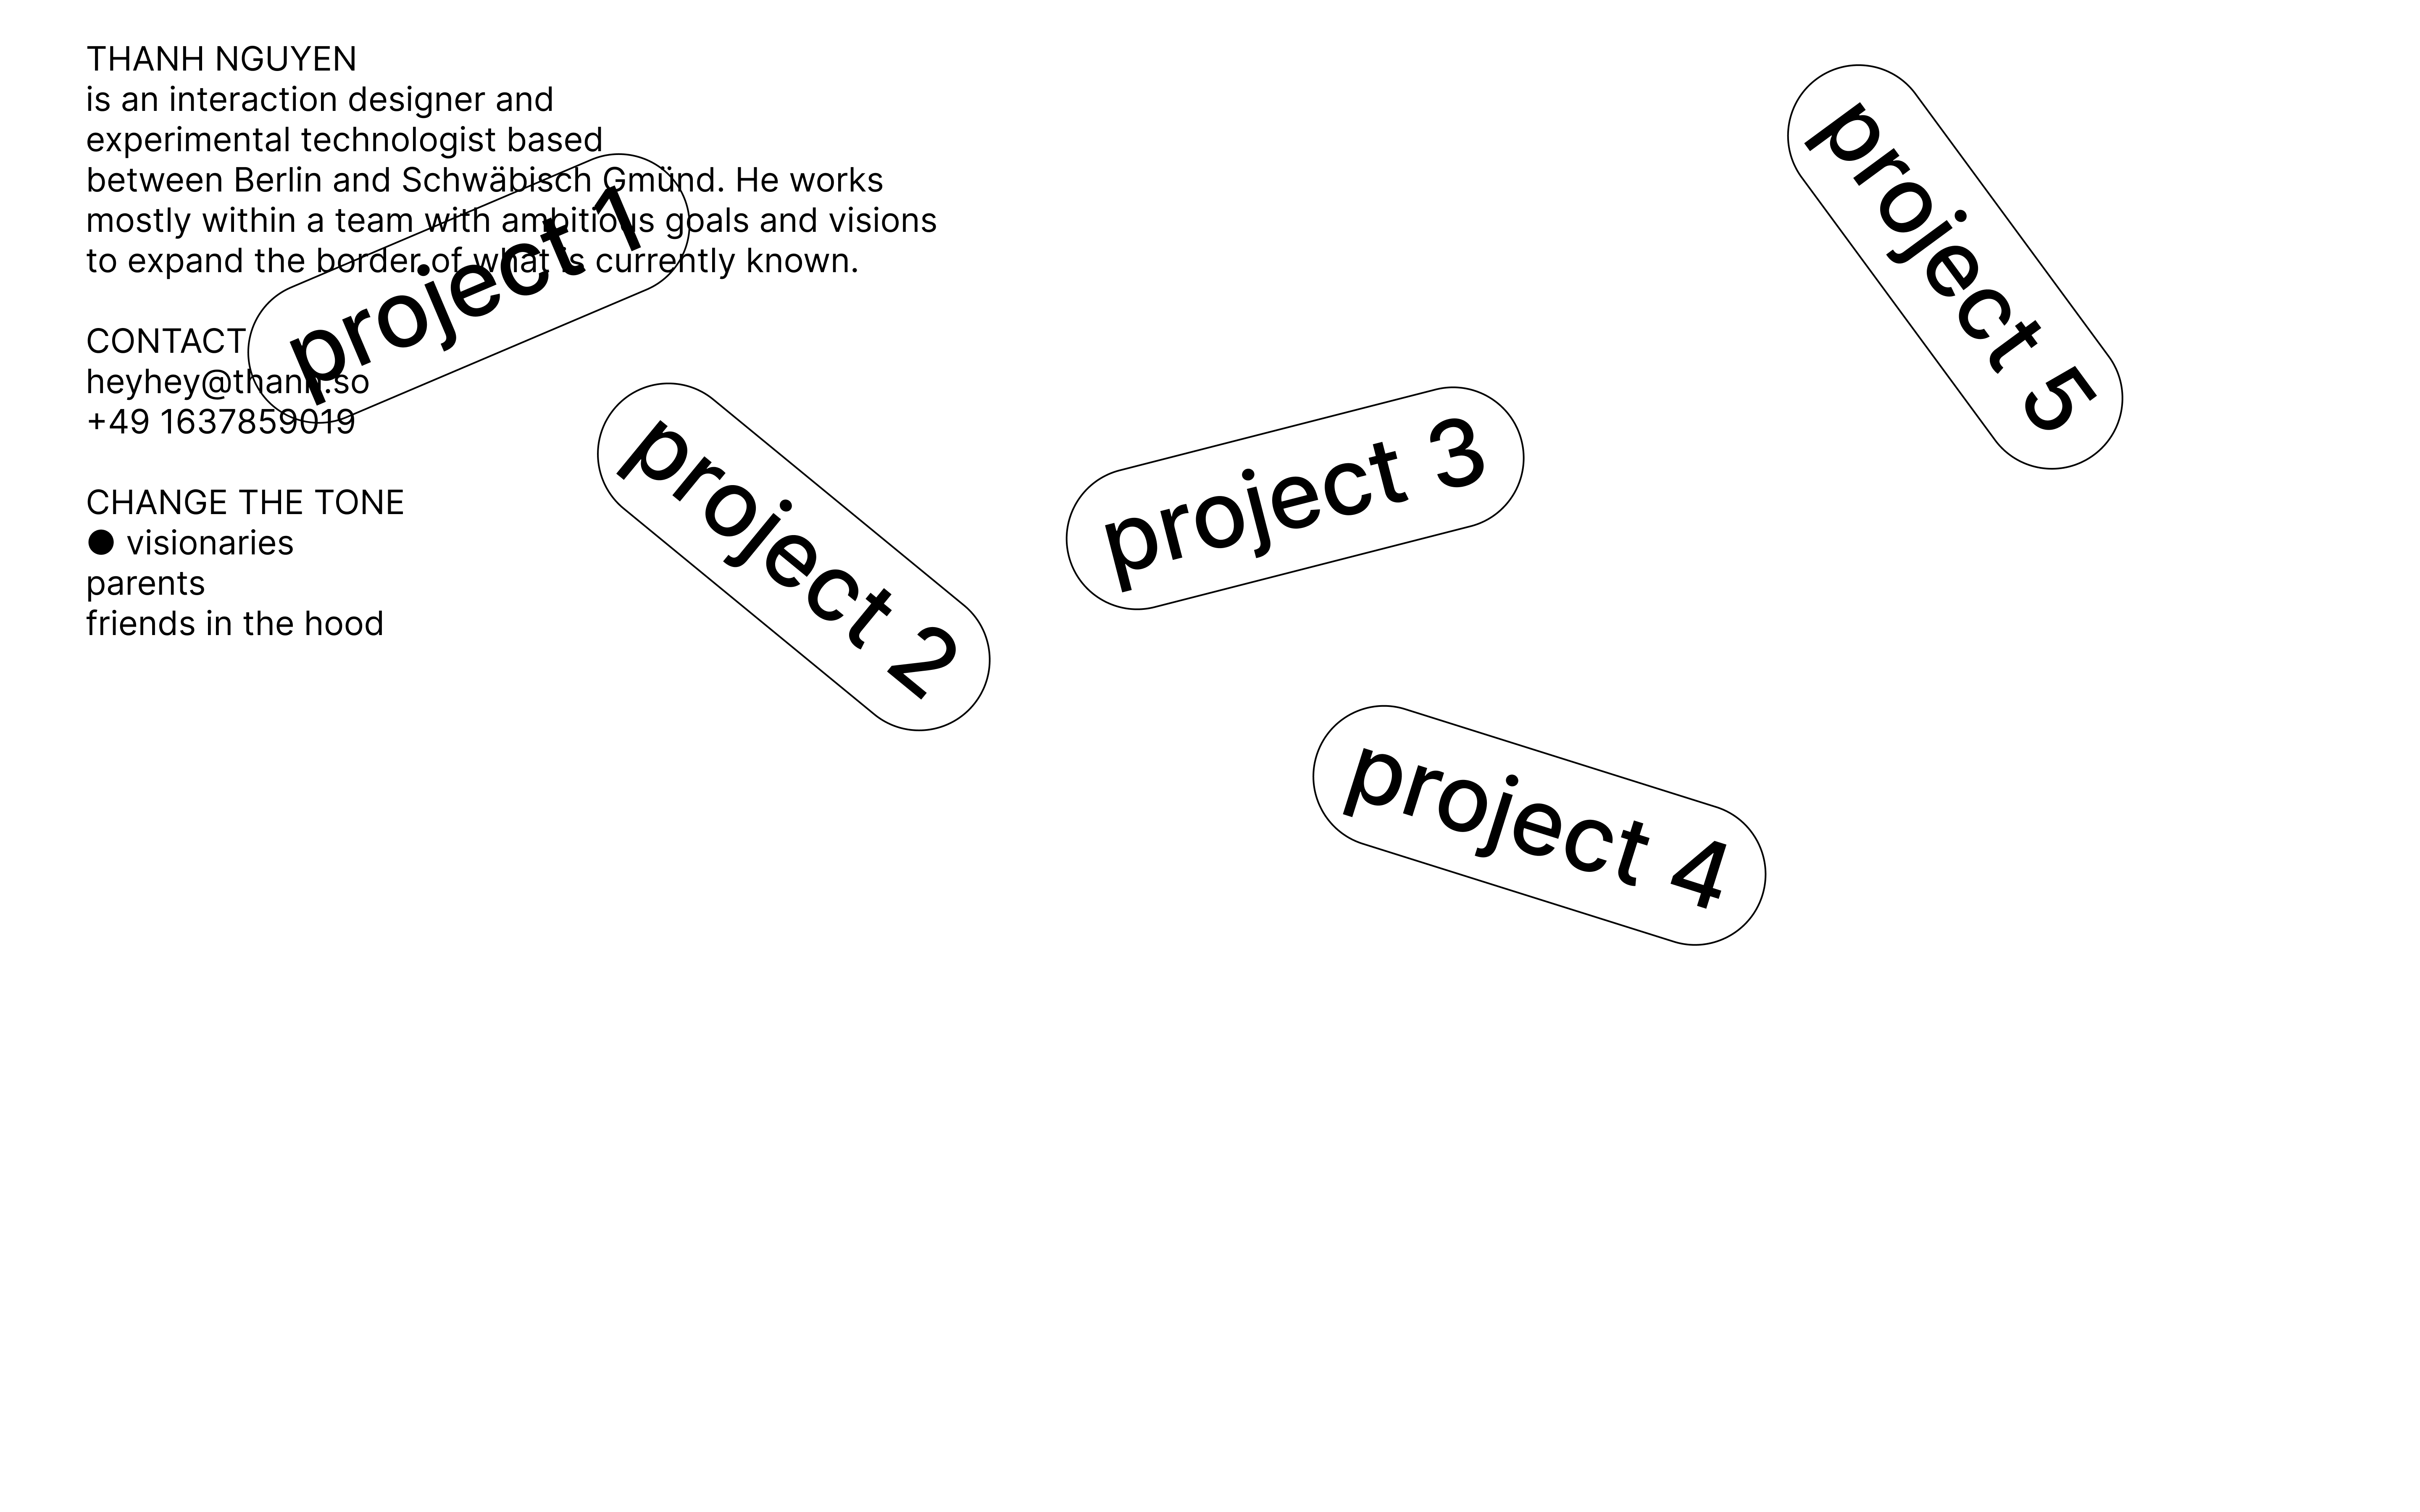 THANH NGUYEN
is an interaction designer and
experimental technologist based
between Berlin and Schwäbisch Gmünd. He works
mostly within a team with ambitious goals and visions
to expand the border of what is currently known.
CONTACT
heyhey@thanh.so
+49 1637859019
CHANGE THE TONE
● visionaries
parents
friends in the hood
project 1
project 2
project 3
project 4
project 5